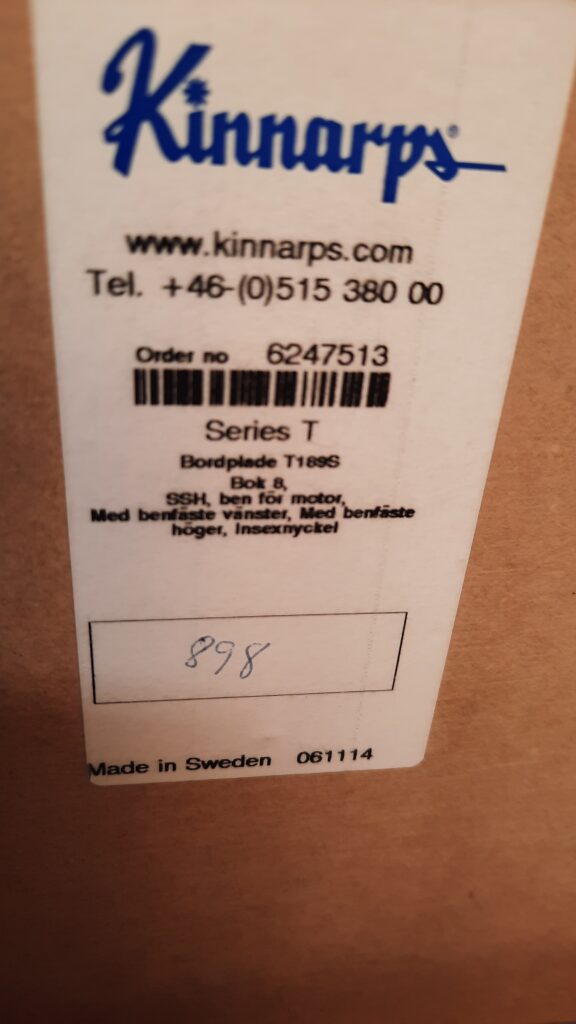 Kinnarps®
www.kinnarps.com
Tel. +46-(0)515 380 00
Order no 6247513
Series T
Bordplade T189S
Bok 8,
SSH, ben för motor,
Med benfäste vänster, Med benfäste
höger, Insexnyckel
898
Made in Sweden 061114